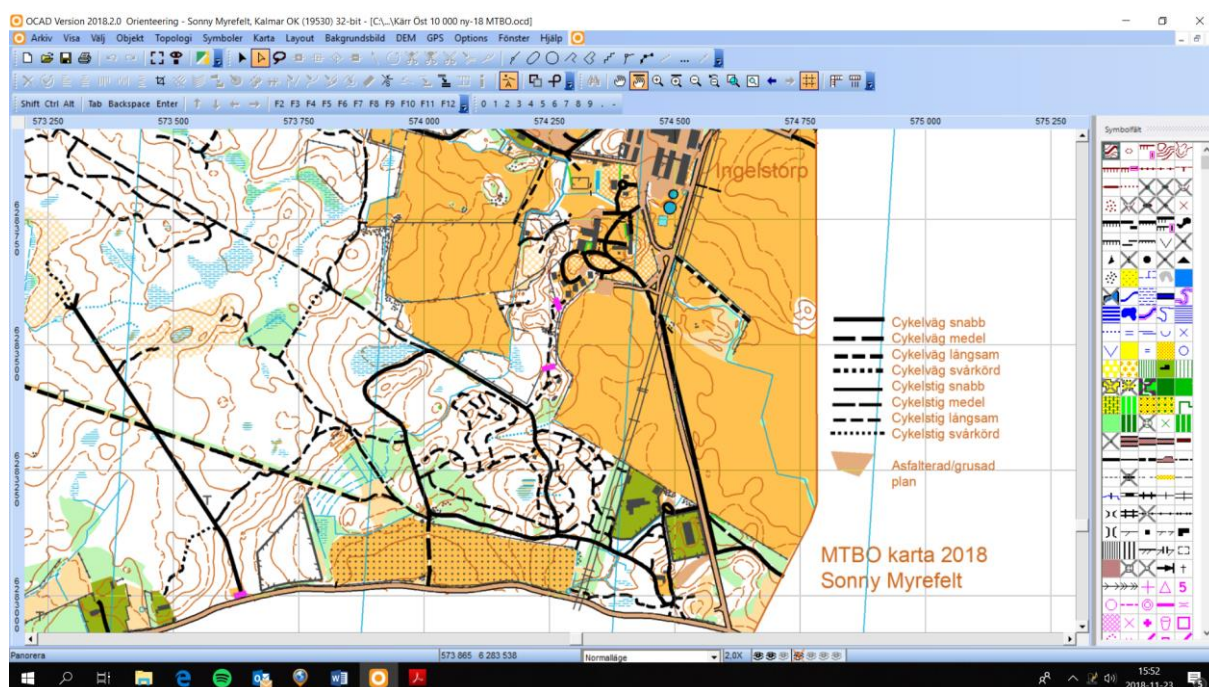 OCAD Version 2018.2.0 Orienteering - Sonny Myrefelt, Kalmar OK (19530) 32-bit - [C:\...\Kärr Öst 10 000 ny-18 MTBO.ocd]
Arkiv Visa Välj Objekt Topologi Symboler Karta Layout Bakgrundsbild DEM GPS Options Fönster Hjälp
Shift Ctrl Alt Tab Backspace Enter F2 F3 F4 F5 F6 F7 F8 F9 F10 F11 F12 0 1 2 3 4 5 6 7 8 9 . -
573 250 573 500 573 750 574 000 574 250 574 500 574 750 575 000 575 250
Symbolfält
Ingelstorp
Cykelväg snabb
Cykelväg medel
Cykelväg långsam
Cykelväg svårkörd
Cykelstig snabb
Cykelstig medel
Cykelstig långsam
Cykelstig svårkörd
Asfalterad/grusad
plan
MTBO karta 2018
Sonny Myrefelt
Panorera 573 865 6 283 538 Normalläge 2,0X
15:52
2018-11-23